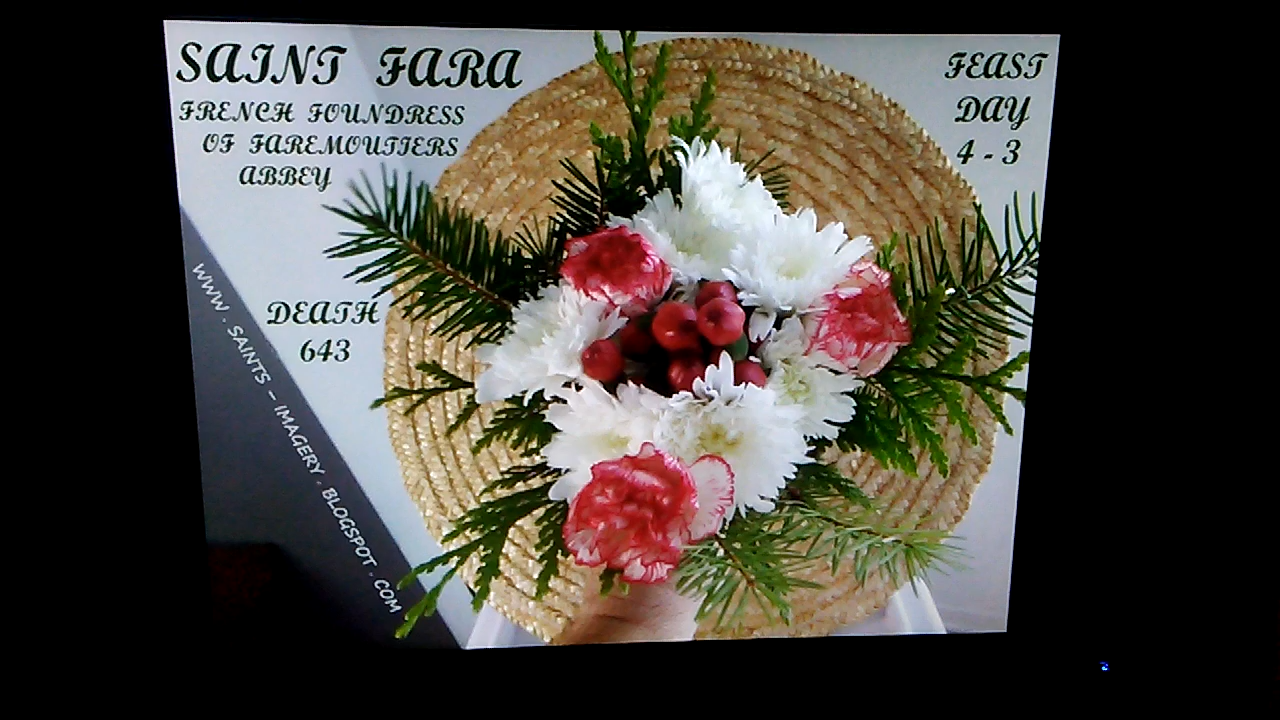 SAINT FARA
FRENCH FOUNDRESS
OF FAREMOUTIERS
ABBEY
FEAST
DAY
4 - 3
DEATH
643
WWW . SAINTS - IMAGERY . BLOGSPOT . COM